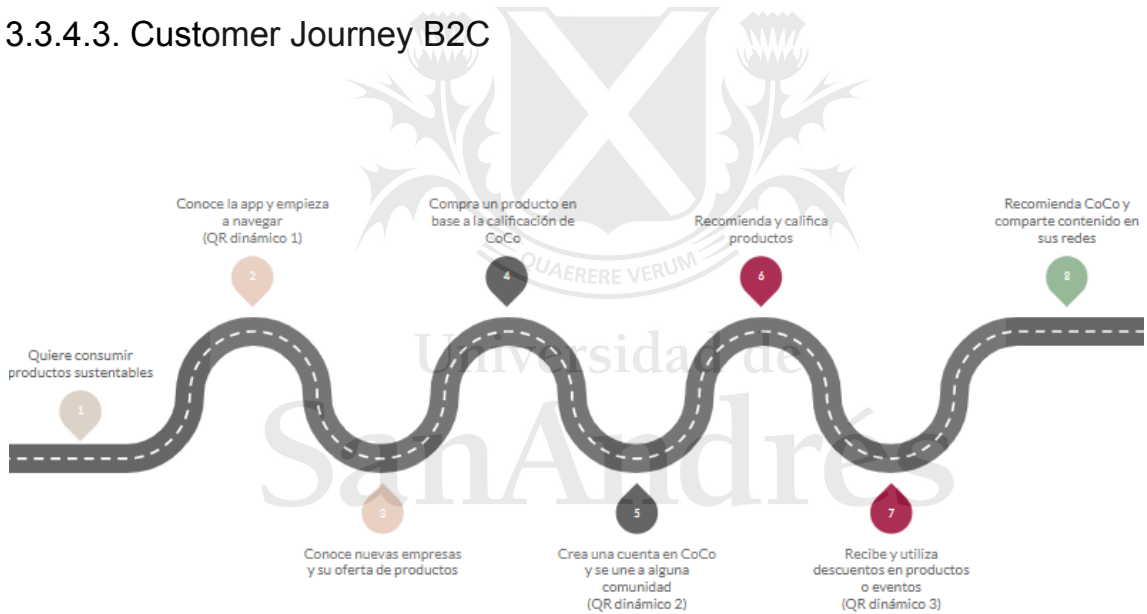 3.3.4.3. Customer Journey B2C
Quiere consumir
productos sustentables
1
Conoce la app y empieza
a navegar
(QR dinámico 1)
2
3
Conoce nuevas empresas
y su oferta de productos
Compra un producto en
base a la calificación de
CoCo
4
5
Crea una cuenta en CoCo
y se une a alguna
comunidad
(QR dinámico 2)
Recomienda y califica
productos
6
7
Recibe y utiliza
descuentos en productos
o eventos
(QR dinámico 3)
Recomienda CoCo y
comparte contenido en
sus redes
8
QUAERERE VERUM
Universidad de
SanAndrés